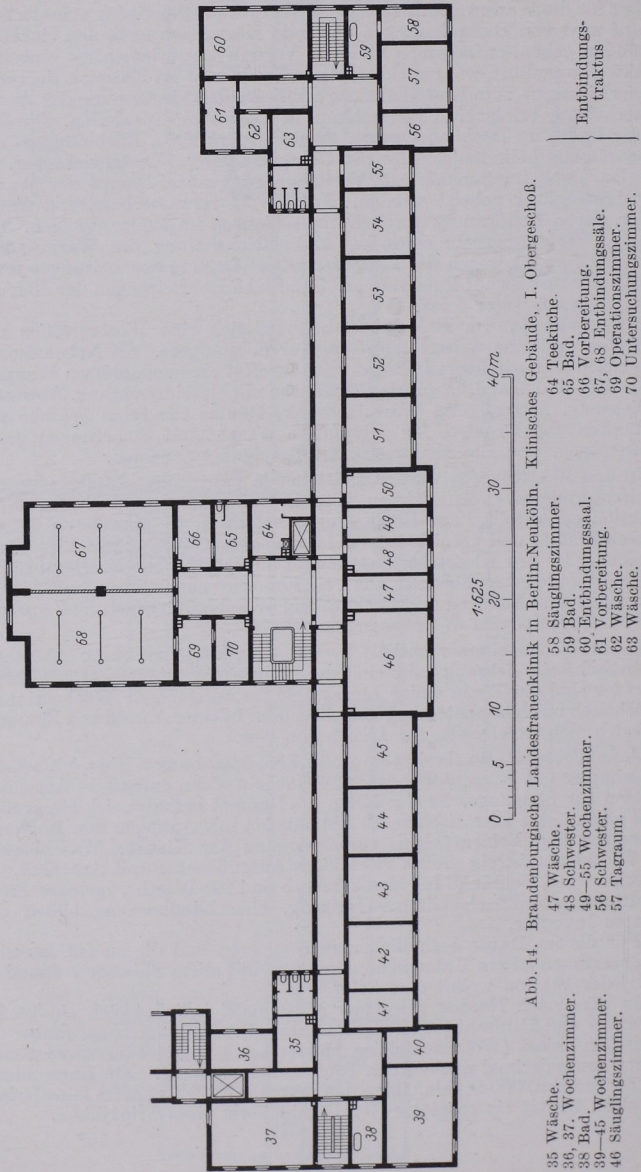 60
61
62
63
59
58
57
56
55
54
53
52
51
50
49
48
47
46
45
44
43
42
41
40
39
38
37
36
35
64
65
66
67
68
69
70
1:625
0 5 10 20 30 40 m
Abb. 14. Brandenburgische Landesfrauenklinik in Berlin-Neukölln. Klinisches Gebäude, I. Obergeschoß.
35 Wäsche.
36, 37. Wochenzimmer.
38 Bad.
39—45 Wochenzimmer.
46 Säuglingszimmer.
47 Wäsche.
48 Schwester.
49—55 Wochenzimmer.
56 Schwester.
57 Tagraum.
58 Säuglingszimmer.
59 Bad.
60 Entbindungssaal.
61 Vorbereitung.
62 Wäsche.
63 Wäsche.
64 Teeküche.
65 Bad.
66 Vorbereitung.
67, 68 Entbindungssäle.
69 Operationszimmer.
70 Untersuchungszimmer.
Entbindungs-
traktus